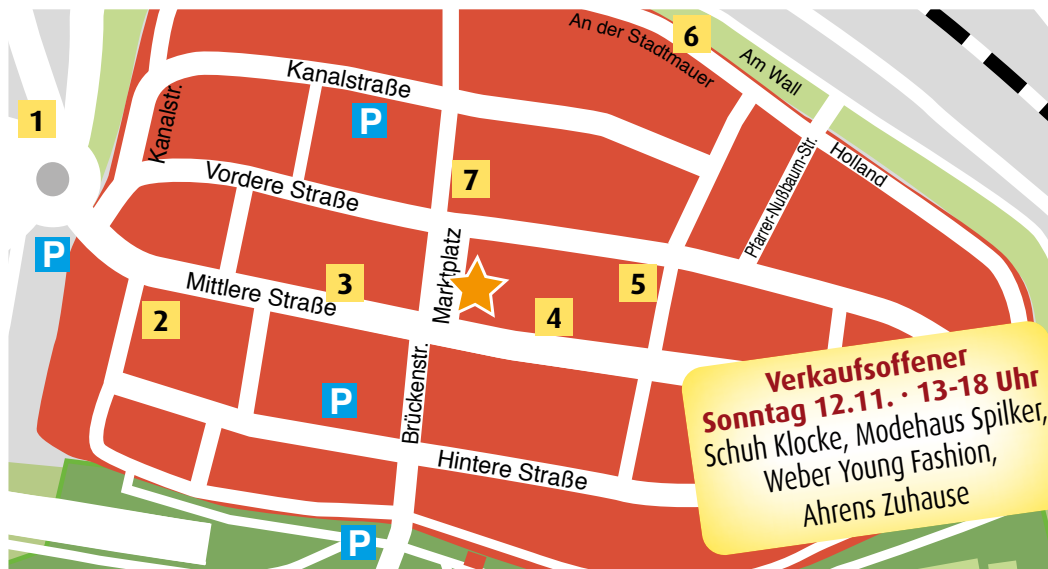 An der Stadtmauer
6
Am Wall
Kanalstraße
1
P
Kanalstr.
Holland
Pfarrer-Nußbaum-Str.
Vordere Straße
7
P
Marktplatz
3
5
Mittlere Straße
2
4
Verkaufsoffener
Sonntag 12.11. · 13-18 Uhr
Schuh Klocke, Modehaus Spilker,
Weber Young Fashion,
Ahrens Zuhause
P
Brückenstr.
Hintere Straße
P